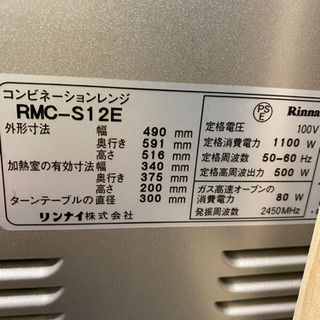 コンビネーションレンジ
RMC-S12E
外形寸法 幅 490 mm
奥行き 591 mm
高さ 516 mm
加熱室の有効寸法 幅 340 mm
奥行き 375 mm
高さ 200 mm
ターンテーブルの直径 300 mm
リンナイ株式会社
PS
E
Rinna
定格電圧 100V
定格消費電力 1100 W
定格周波数 50-60 Hz
定格高周波出力 500 W
ガス高速オーブンの
消費電力 80 W
発振周波数 2450MHz